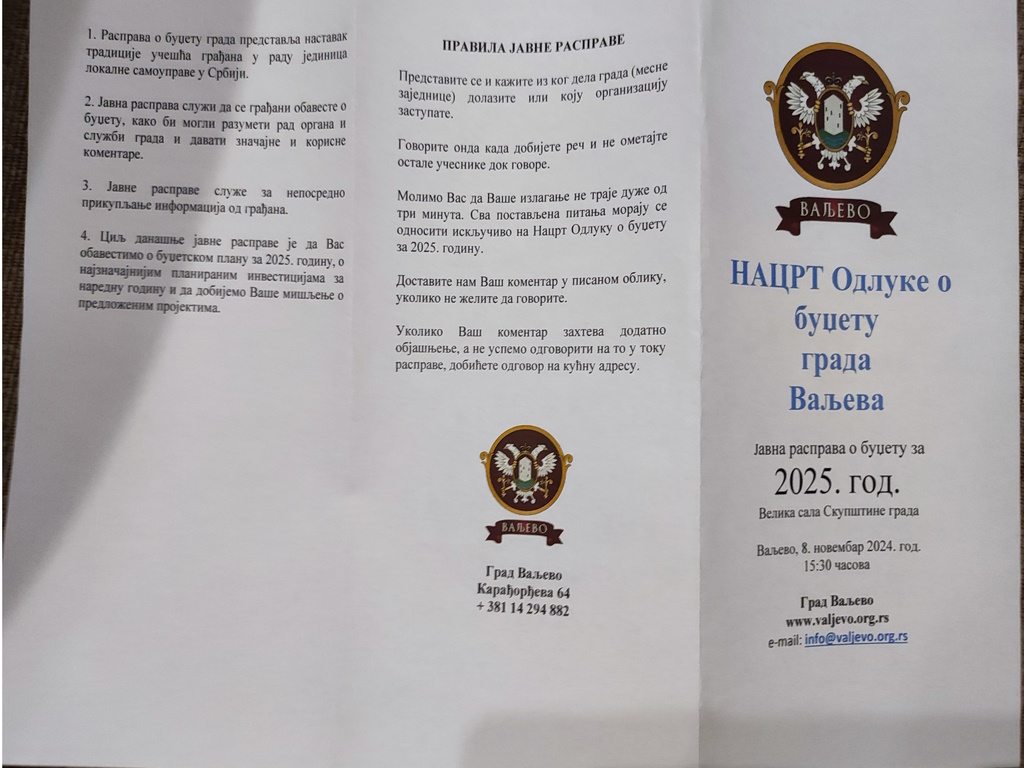 1. Расправа о буџету града представља наставак
традиције учешћа грађана у раду јединица
локалне самоуправе у Србији.
2. Јавна расправа служи да се грађани обавесте о
буџету, како би могли разумети рад органа и
служби града и давати значајне и корисне
коментаре.
3. Јавне расправе служе за непосредно
прикупљање информација од грађана.
4. Циљ данашње јавне расправе је да Вас
обавестимо о буџетском плану за 2025. годину, о
најзначајнијим планираним инвестицијама за
наредну годину и да добијемо Ваше мишљење о
предложеним пројектима.
ПРАВИЛА ЈАВНЕ РАСПРАВЕ
Представите се и кажите из ког дела града (месне
заједнице) долазите или коју организацију
заступате.
Говорите онда када добијете реч и не ометајте
остале учеснике док говоре.
Молимо Вас да Ваше излагање не траје дуже од
три минута. Сва постављена питања морају се
односити искључиво на Нацрт Одлуку о буџету
за 2025. годину.
Доставите нам Ваш коментар у писаном облику,
уколико не желите да говорите.
Уколико Ваш коментар захтева додатно
објашњење, а не успемо одговорити на то у току
расправе, добићете одговор на кућну адресу.
ВАЉЕВО
Град Ваљево
Карађорђева 64
+ 381 14 294 882
ВАЉЕВО
НАЦРТ Одлуке о
буџету
града
Ваљева
Јавна расправа о буџету за
2025. год.
Велика сала Скупштине града
Ваљево, 8. новембар 2024. год.
15:30 часова
Град Ваљево
www.valjevo.org.rs
e-mail: info@valjevo.org.rs